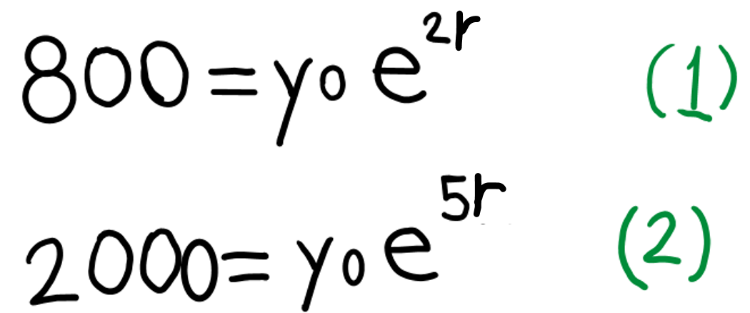 800 = y₀ e^{2r} (1)
2000 = y₀ e^{5r} (2)